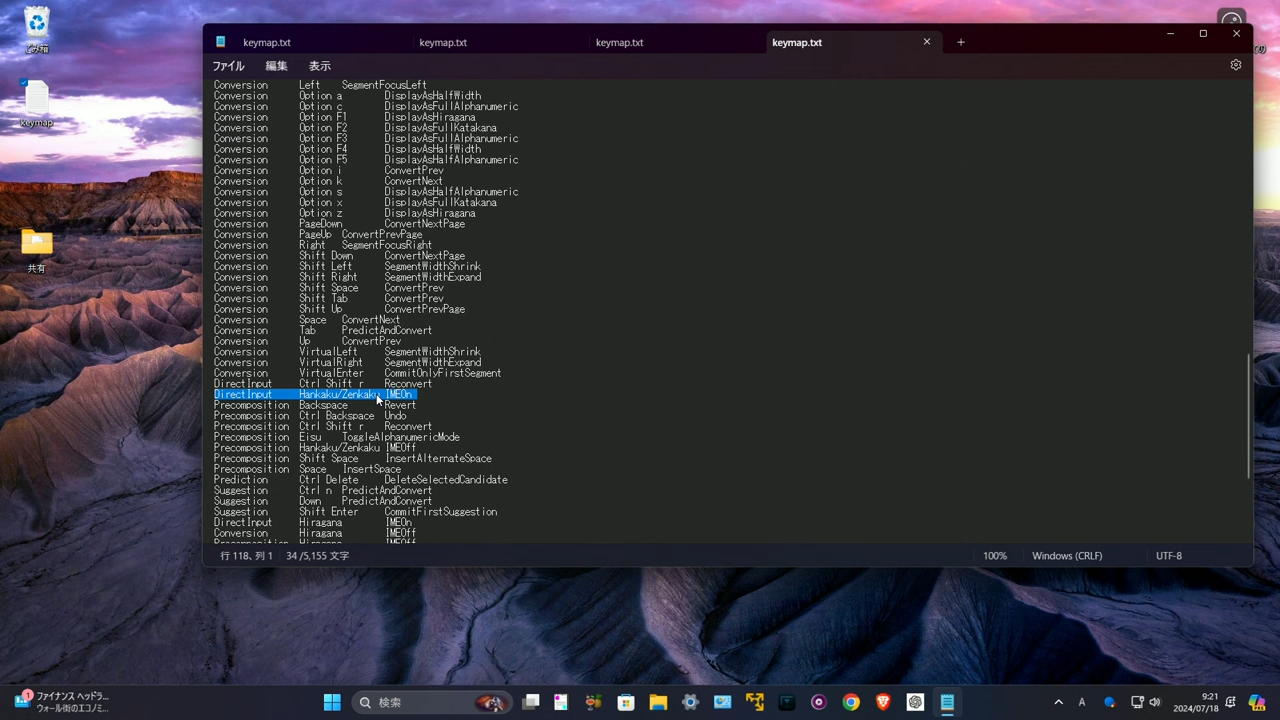 ごみ箱
keymap
共有
keymap.txt
keymap.txt
keymap.txt
keymap.txt
ファイル 編集 表示
Conversion Left SegmentFocusLeft
Conversion Option a DisplayAsHalfWidth
Conversion Option c DisplayAsFullAlphanumeric
Conversion Option F1 DisplayAsHiragana
Conversion Option F2 DisplayAsFullKatakana
Conversion Option F3 DisplayAsFullAlphanumeric
Conversion Option F4 DisplayAsHalfWidth
Conversion Option F5 DisplayAsFullAlphanumeric
Conversion Option i ConvertPrev
Conversion Option k ConvertNext
Conversion Option s DisplayAsHalfAlphanumeric
Conversion Option x DisplayAsFullKatakana
Conversion Option z DisplayAsHiragana
Conversion PageDown ConvertNextPage
Conversion PageUp ConvertPrevPage
Conversion Right SegmentFocusRight
Conversion Shift Down ConvertNextPage
Conversion Shift Left SegmentWidthShrink
Conversion Shift Right SegmentWidthExpand
Conversion Shift Space ConvertPrev
Conversion Shift Tab ConvertPrev
Conversion Shift Up ConvertPrevPage
Conversion Space ConvertNext
Conversion Tab PredictAndConvert
Conversion Up ConvertPrev
Conversion VirtualLeft SegmentWidthShrink
Conversion VirtualRight SegmentWidthExpand
Conversion VirtualEnter CommitOnlyFirstSegment
DirectInput Ctrl Shift r Reconvert
DirectInput Hankaku/Zenkaku IMEOn
Precomposition Backspace Revert
Precomposition Ctrl Backspace Undo
Precomposition Ctrl Shift r Reconvert
Precomposition Eisu ToggleAlphanumericMode
Precomposition Hankaku/Zenkaku IMEOff
Precomposition Shift Space InsertAlternateSpace
Precomposition Space InsertSpace
Prediction Ctrl Delete DeleteSelectedCandidate
Suggestion Ctrl n PredictAndConvert
Suggestion Down PredictAndConvert
Suggestion Shift Enter CommitFirstSuggestion
DirectInput Hiragana IMEOn
Conversion Hiragana IMEOff
Precomposition Hiragana IMEOff
行 118、列 1 34 /5,155 文字 100% Windows (CRLF) UTF-8
1
ファイナンス ヘッドラ...
ウォール街のエコノミ...
検索
A
9:21
2024/07/18